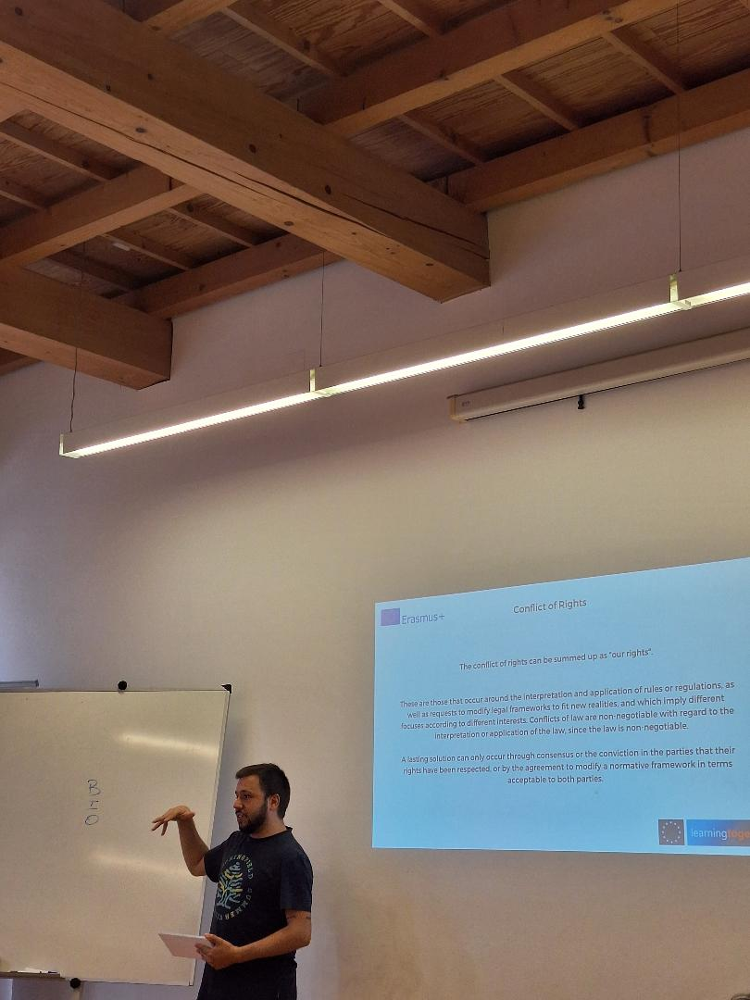 Erasmus+
Conflict of Rights
The conflict of rights can be summed up as "our rights".
These are those that occur around the interpretation and application of rules or regulations, as
well as requests to modify legal frameworks to fit new realities, and which imply different
focuses according to different interests. Conflicts of law are non-negotiable with regard to the
interpretation or application of the law, since the law is non-negotiable.
A lasting solution can only occur through consensus or the conviction in the parties that their
rights have been respected, or by the agreement to modify a normative framework in terms
acceptable to both parties.
learningtoge